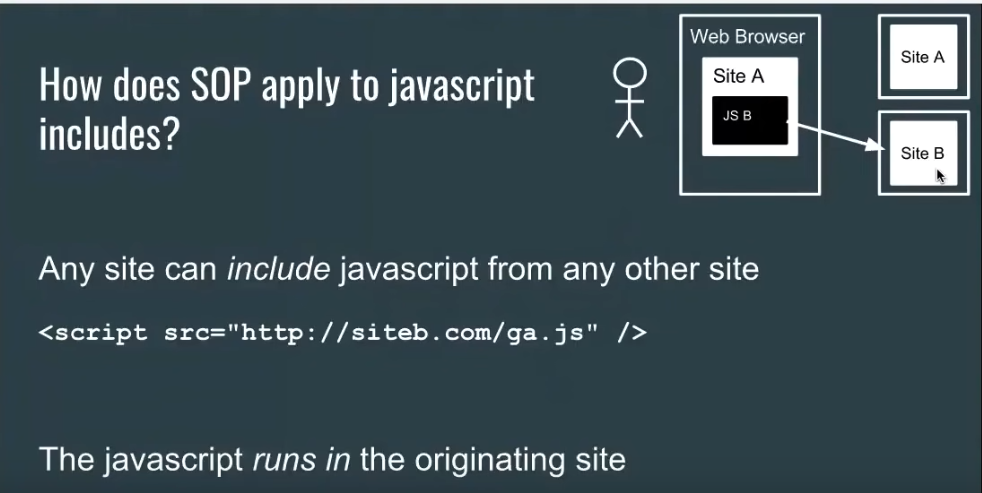 How does SOP apply to javascript
includes?
Web Browser
Site A
JS B
Site A
Site B
Any site can include javascript from any other site
<script src="http://siteb.com/ga.js" />
The javascript runs in the originating site